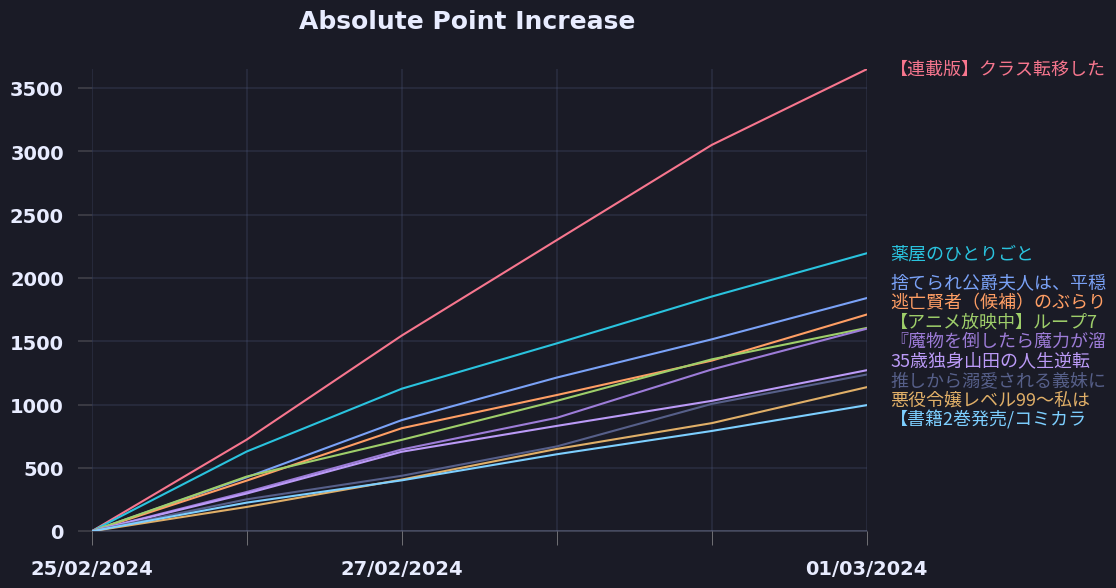 Absolute Point Increase
3500
3000
2500
2000
1500
1000
500
0
25/02/2024
27/02/2024
01/03/2024
【連載版】クラス転移した
薬屋のひとりごと
捨てられ公爵夫人は、平穏
逃亡賢者（候補）のぶらり
【アニメ放映中】ループ7
『魔物を倒したら魔力が溜
35歳独身山田の人生逆転
推しから溺愛される義妹に
悪役令嬢レベル99～私は
【書籍2巻発売/コミカラ